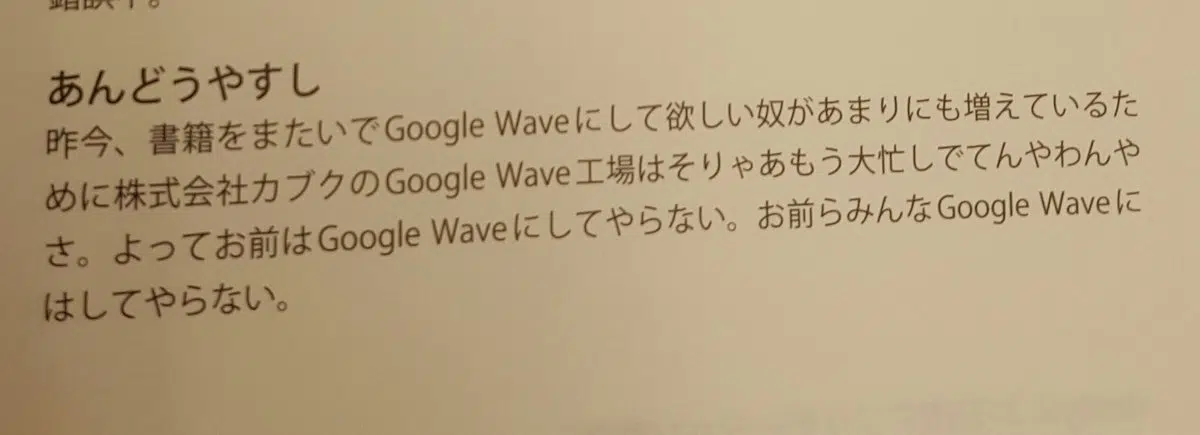 錯誤中。
あんどうやすし
昨今、書籍をまたいでGoogle Waveにして欲しい奴があまりにも増えているた
めに株式会社カブクのGoogle Wave工場はそりゃあもう大忙しでてんやわんや
さ。よってお前はGoogle Waveにしてやらない。お前らみんなGoogle Waveに
はしてやらない。